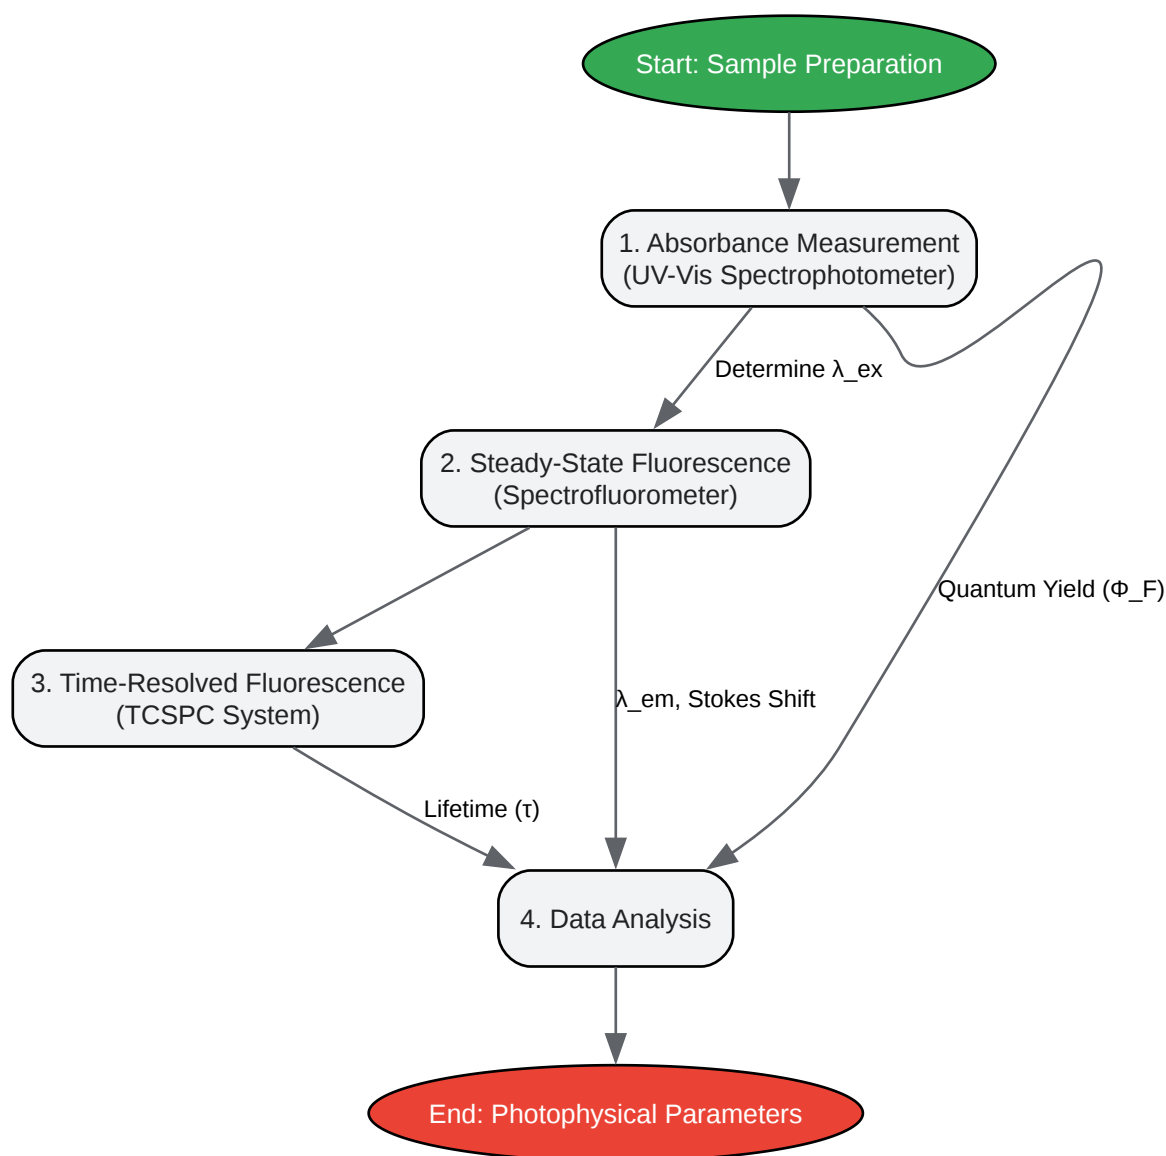 Start: Sample Preparation
1. Absorbance Measurement
(UV-Vis Spectrophotometer)
Determine λ_ex
2. Steady-State Fluorescence
(Spectrofluorometer)
Quantum Yield (Φ_F)
3. Time-Resolved Fluorescence
(TCSPC System)
λ_em, Stokes Shift
Lifetime (τ)
4. Data Analysis
End: Photophysical Parameters